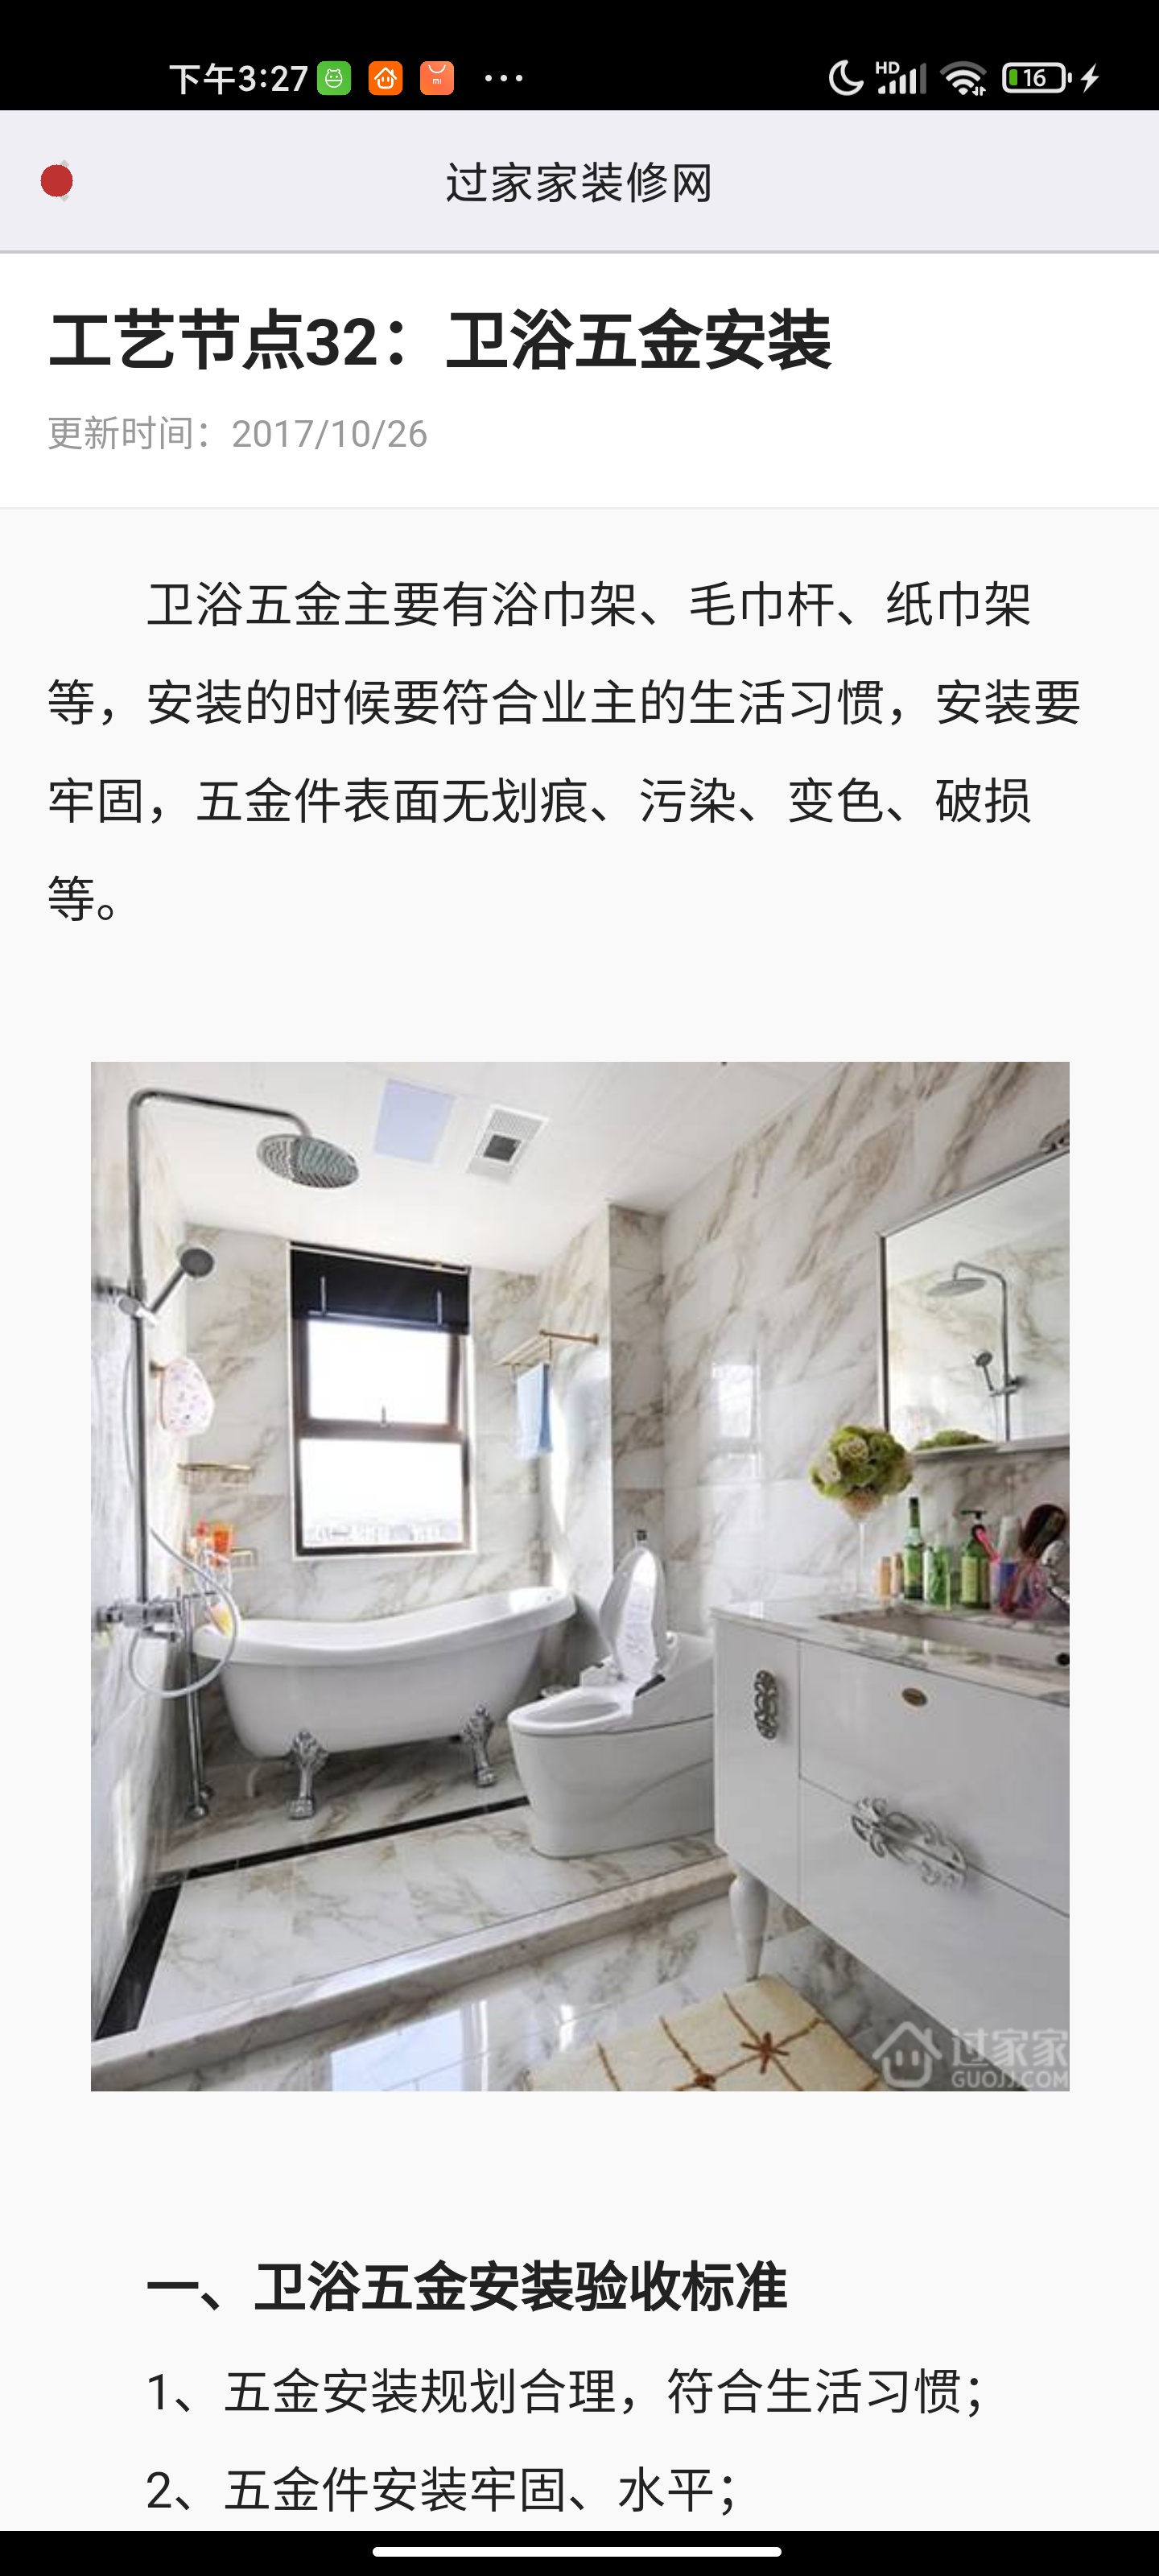 下午3:27
HD
16
过家家装修网
工艺节点32：卫浴五金安装
更新时间：2017/10/26
卫浴五金主要有浴巾架、毛巾杆、纸巾架
等，安装的时候要符合业主的生活习惯，安装要
牢固，五金件表面无划痕、污染、变色、破损
等。
过家家
GUOJJ.COM
一、卫浴五金安装验收标准
1、五金安装规划合理，符合生活习惯；
2、五金件安装牢固、水平；